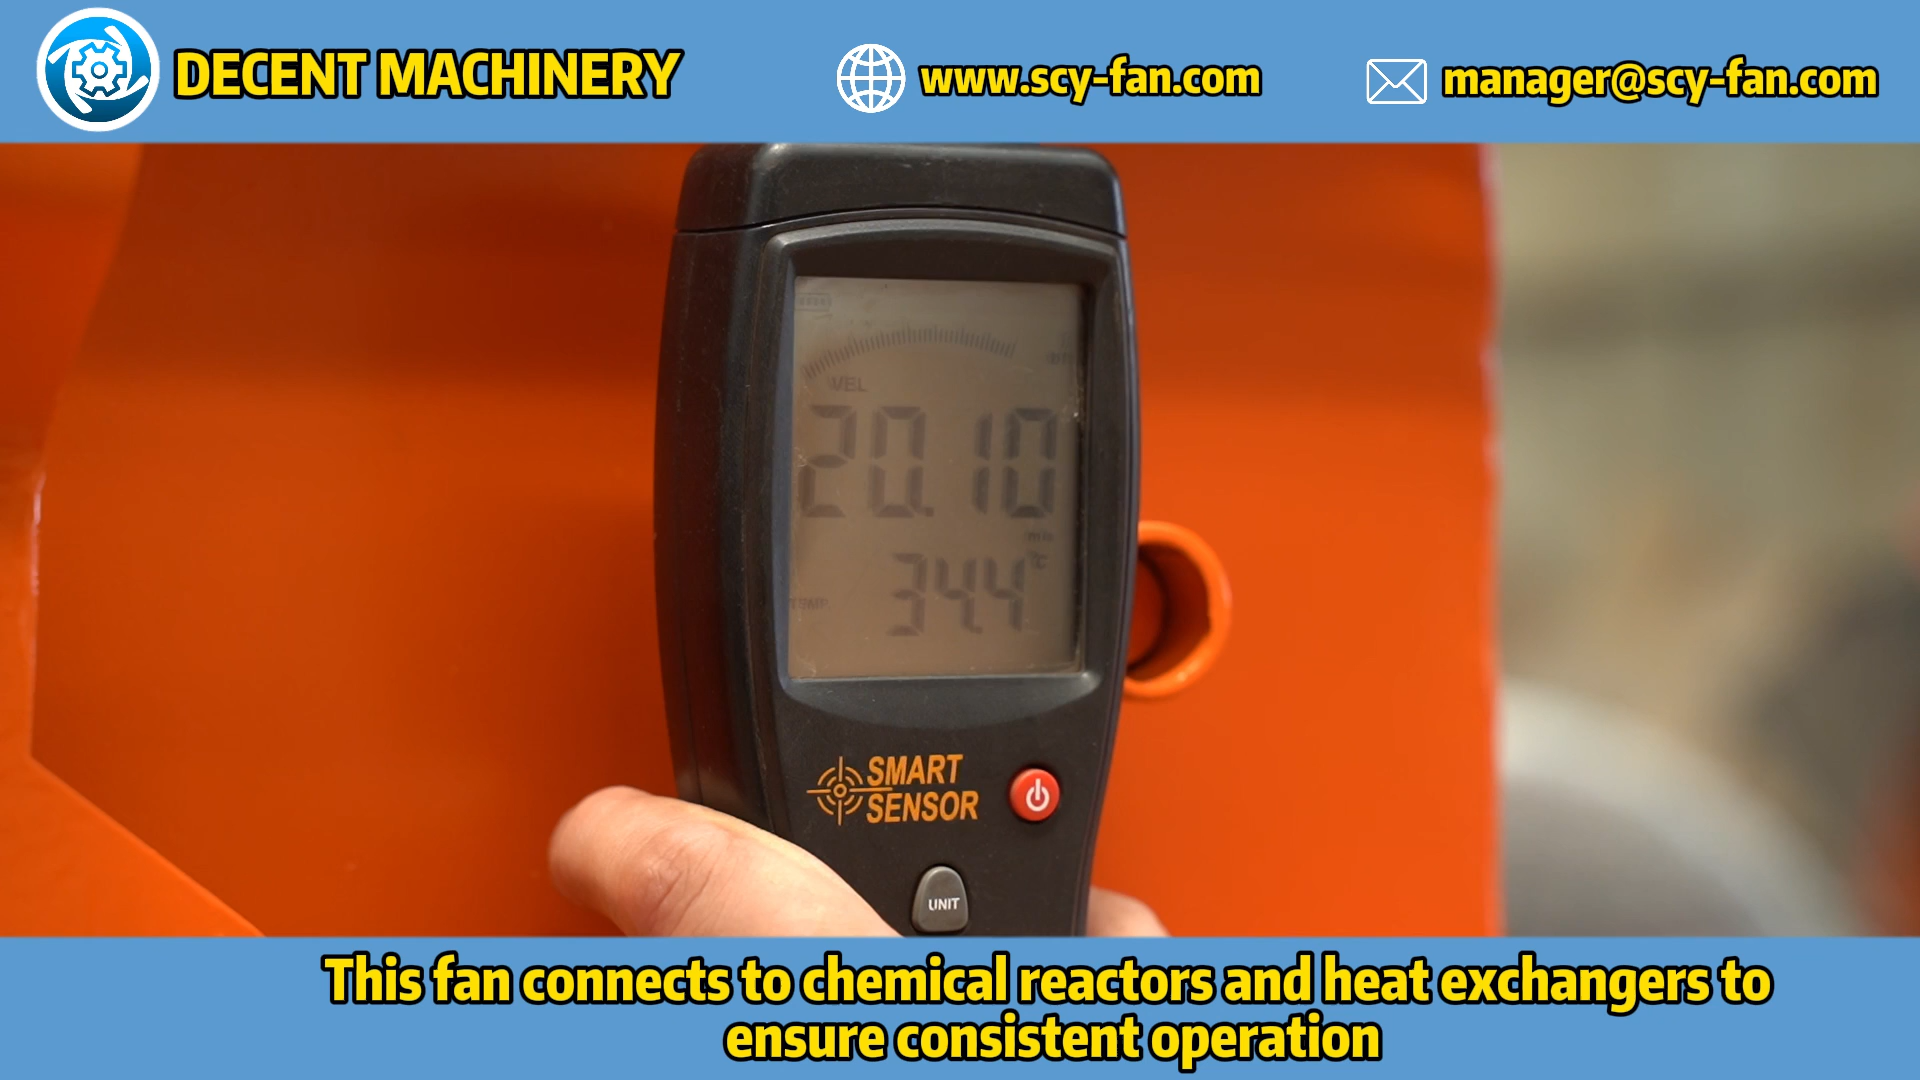 DECENT MACHINERY
www.scy-fan.com
manager@scy-fan.com
VEL
20.10
m/s
°C
34.4
TEMP
SMART
SENSOR
UNIT
This fan connects to chemical reactors and heat exchangers to
ensure consistent operation